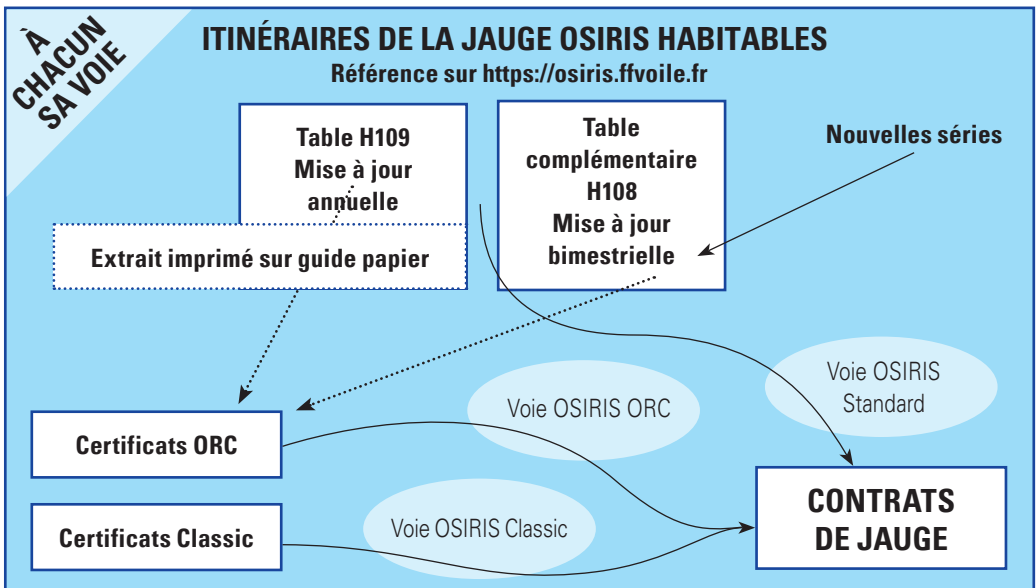 À
CHACUN
SA VOIE
ITINÉRAIRES DE LA JAUGE OSIRIS HABITABLES
Référence sur https://osiris.ffvoile.fr
Table H109
Mise à jour
annuelle
Extrait imprimé sur guide papier
Table
complémentaire
H108
Mise à jour
bimestrielle
Nouvelles séries
Voie OSIRIS
Standard
Voie OSIRIS ORC
Certificats ORC
Voie OSIRIS Classic
Certificats Classic
CONTRATS
DE JAUGE